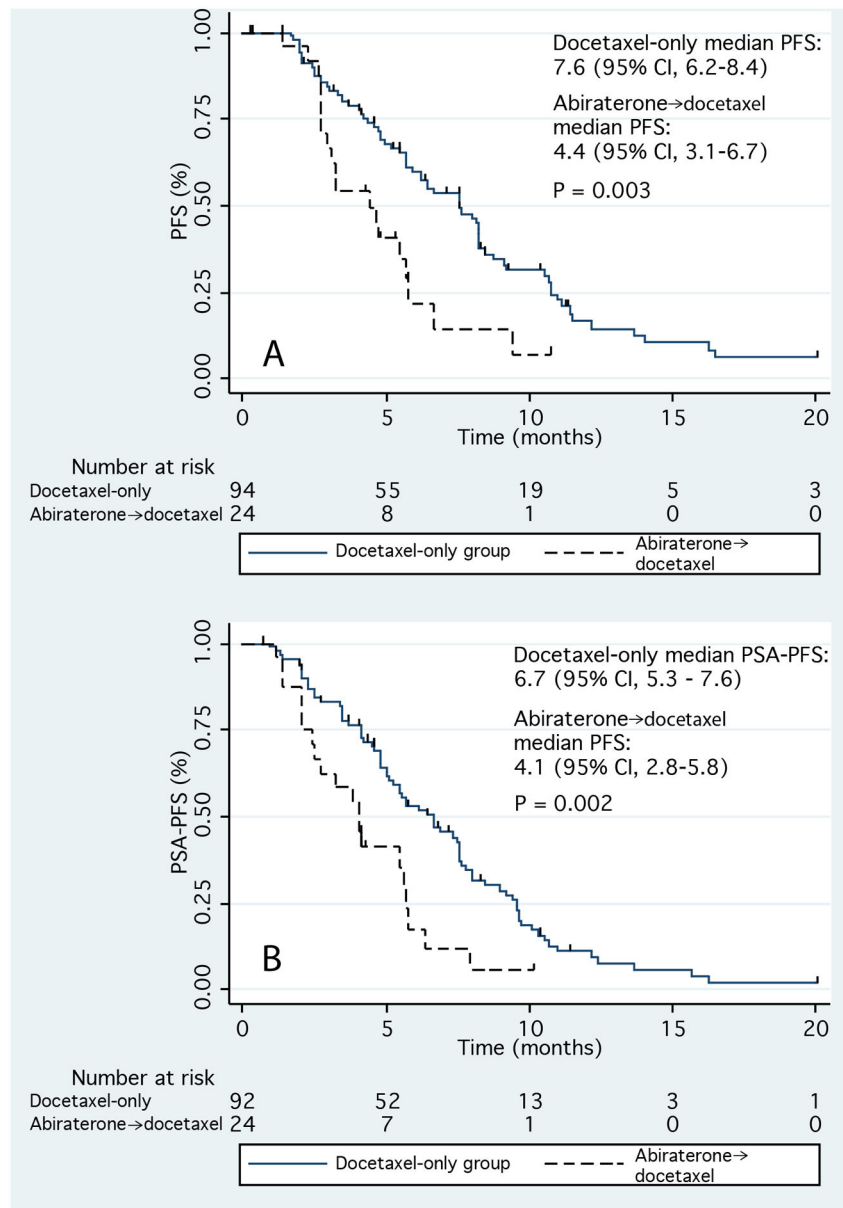 Docetaxel-only median PFS:
7.6 (95% CI, 6.2-8.4)
Abiraterone→docetaxel
median PFS:
4.4 (95% CI, 3.1-6.7)
P = 0.003
PFS (%)
1.00
0.75
0.50
0.25
0.00
A
0 5 10 15 20
Time (months)
Number at risk
Docetaxel-only 94 55 19 5 3
Abiraterone→docetaxel 24 8 1 0 0
Docetaxel-only group
Abiraterone→
docetaxel
Docetaxel-only median PSA-PFS:
6.7 (95% CI, 5.3 - 7.6)
Abiraterone→docetaxel
median PFS:
4.1 (95% CI, 2.8-5.8)
P = 0.002
PSA-PFS (%)
1.00
0.75
0.50
0.25
0.00
B
0 5 10 15 20
Time (months)
Number at risk
Docetaxel-only 92 52 13 3 1
Abiraterone→docetaxel 24 7 1 0 0
Docetaxel-only group
Abiraterone→
docetaxel